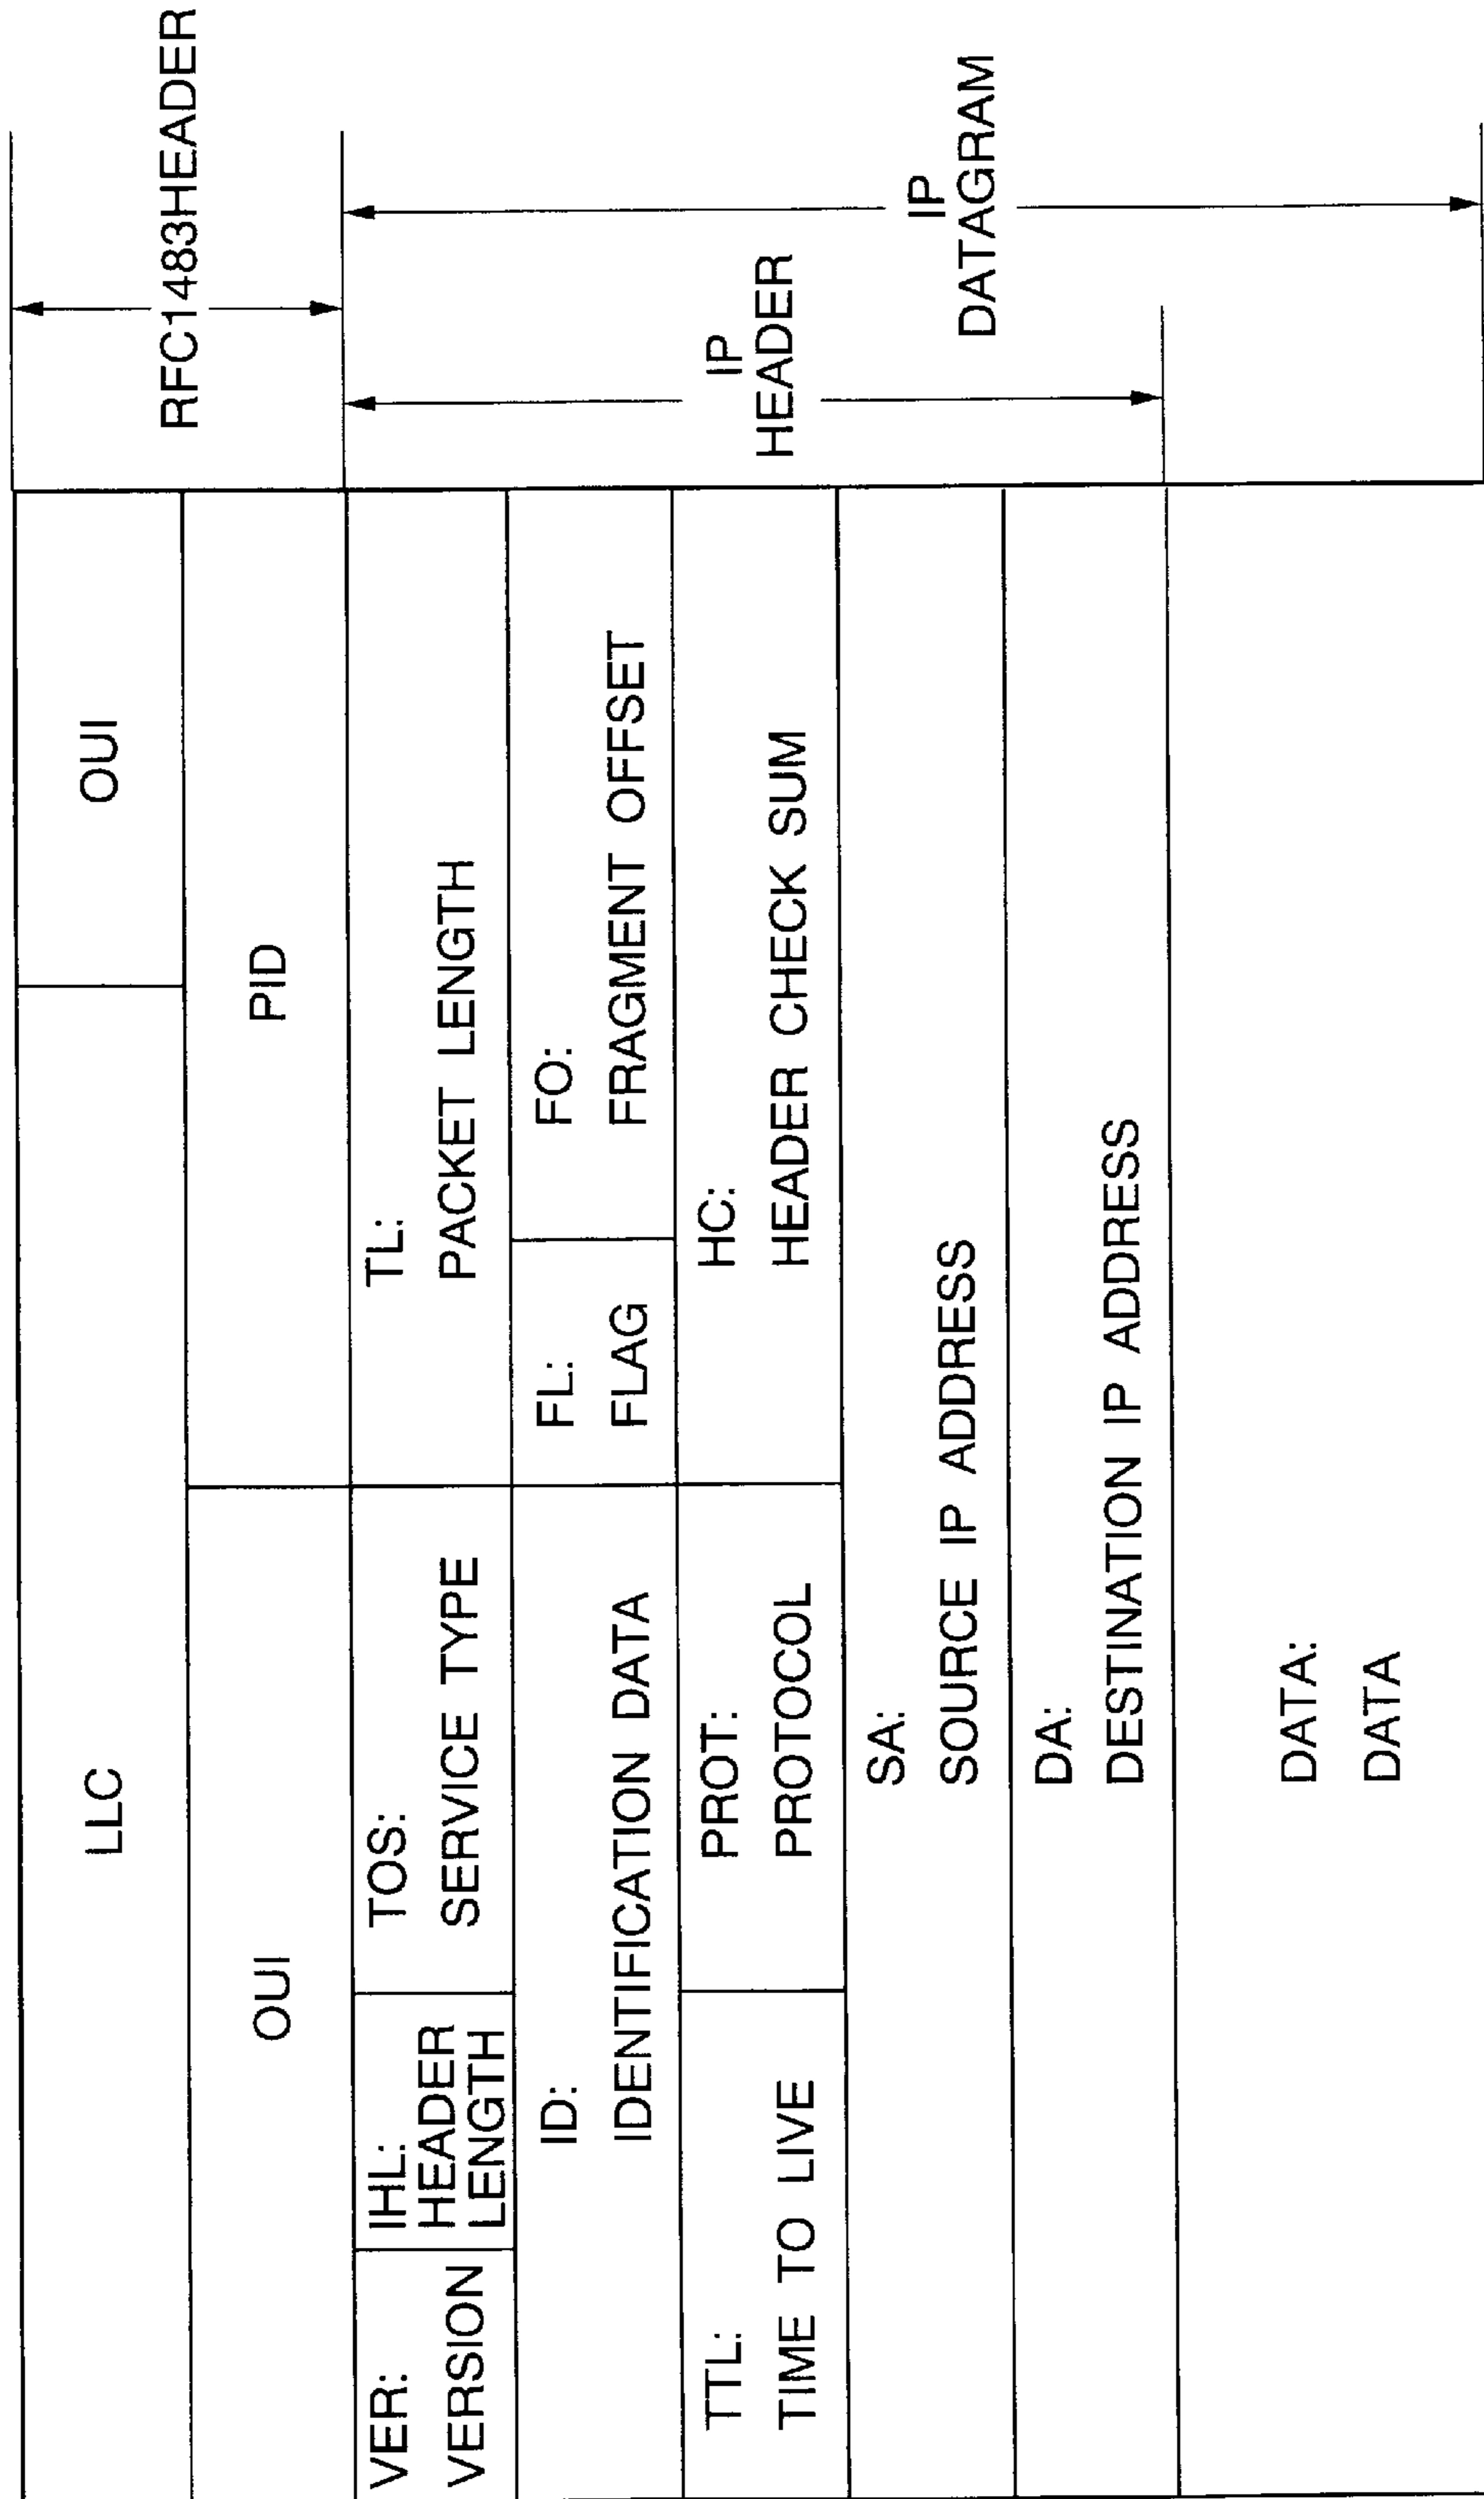 LLC
OUI
RFC1483HEADER
OUI
PID
VER:
VERSION
IHL:
HEADER
LENGTH
TOS:
SERVICE TYPE
TL:
PACKET LENGTH
ID:
IDENTIFICATION DATA
FL:
FLAG
FO:
FRAGMENT OFFSET
TTL:
TIME TO LIVE
PROT:
PROTOCOL
HC:
HEADER CHECK SUM
IP
HEADER
SA:
SOURCE IP ADDRESS
IP
DATAGRAM
DA:
DESTINATION IP ADDRESS
DATA:
DATA